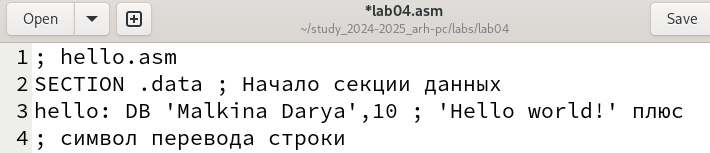 Open
*lab04.asm
~/study_2024-2025_arh-pc/labs/lab04
Save
1 ; hello.asm
2 SECTION .data ; Начало секции данных
3 hello: DB 'Malkina Darya',10 ; 'Hello world!' плюс
4 ; символ перевода строки